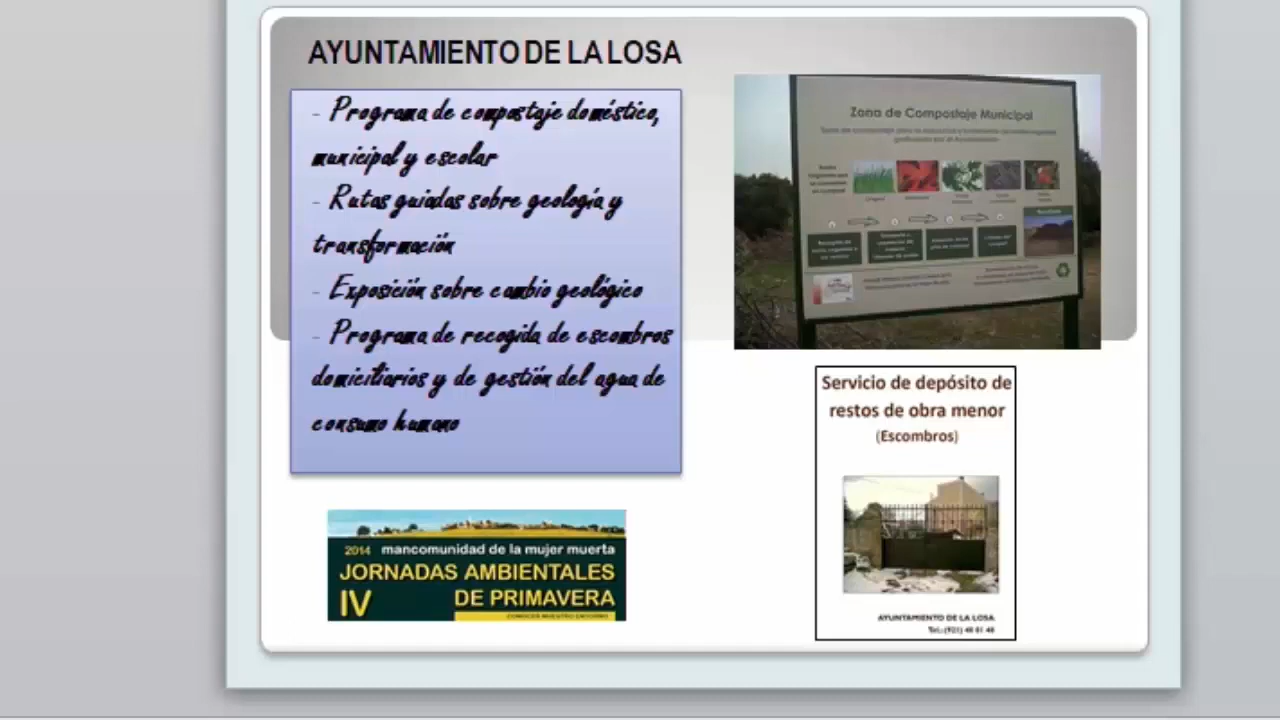 AYUNTAMIENTO DE LA LOSA
- Programa de compostaje doméstico,
municipal y escolar
- Rutas guiadas sobre geología y
transformación
- Exposición sobre cambio geológico
- Programa de recogida de escombros
domiciliarios y de gestión del agua de
consumo humano
Zona de Compostaje Municipal
2014 mancomunidad de la mujer muerta
JORNADAS AMBIENTALES
IV DE PRIMAVERA
CONOCER NUESTRO ENTORNO
Servicio de depósito de
restos de obra menor
(Escombros)
AYUNTAMIENTO DE LA LOSA